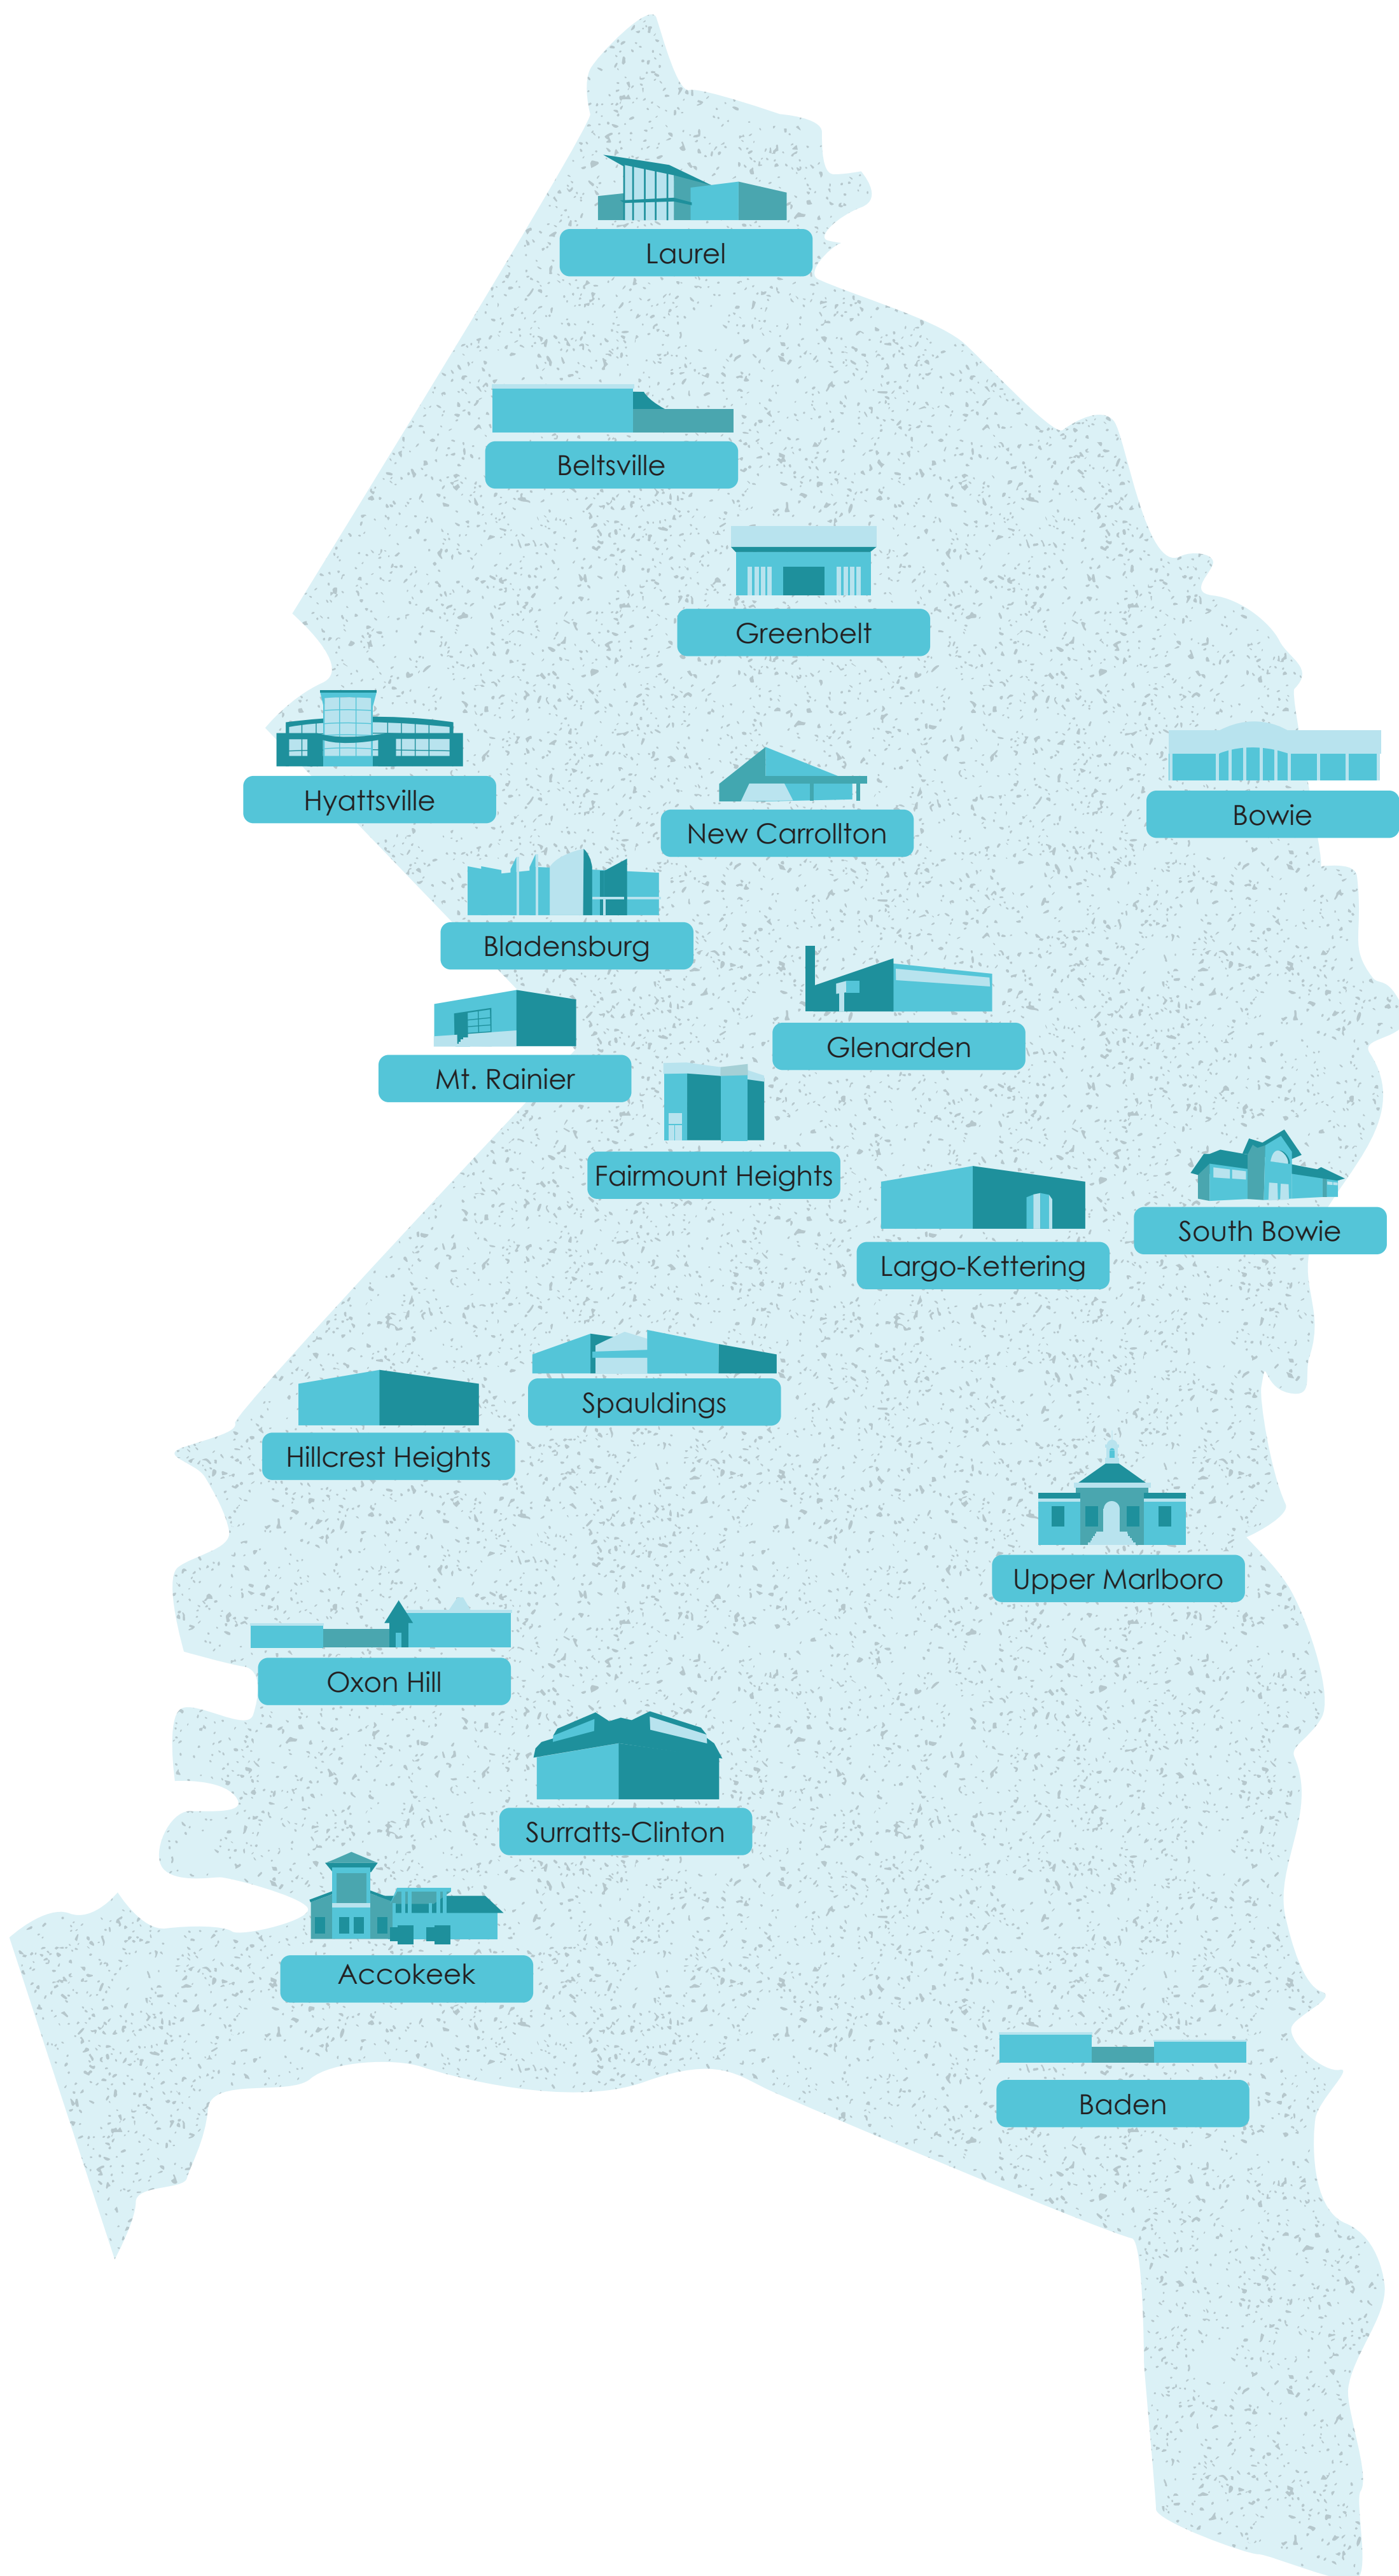 Laurel
Beltsville
Greenbelt
Hyattsville
Bowie
New Carrollton
Bladensburg
Glenarden
Mt. Rainier
Fairmount Heights
South Bowie
Largo-Kettering
Spauldings
Hillcrest Heights
Upper Marlboro
Oxon Hill
Surratts-Clinton
Accokeek
Baden